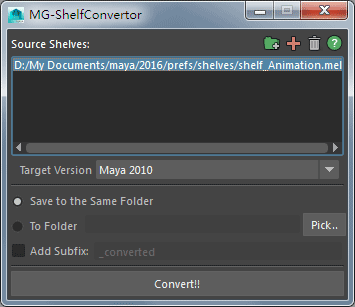 MG-ShelfConvertor
Source Shelves:
D:/My Documents/maya/2016/prefs/shelves/shelf_Animation.mel
Target Version Maya 2010
Save to the Same Folder
To Folder Pick..
Add Subfix: _converted
Convert!!